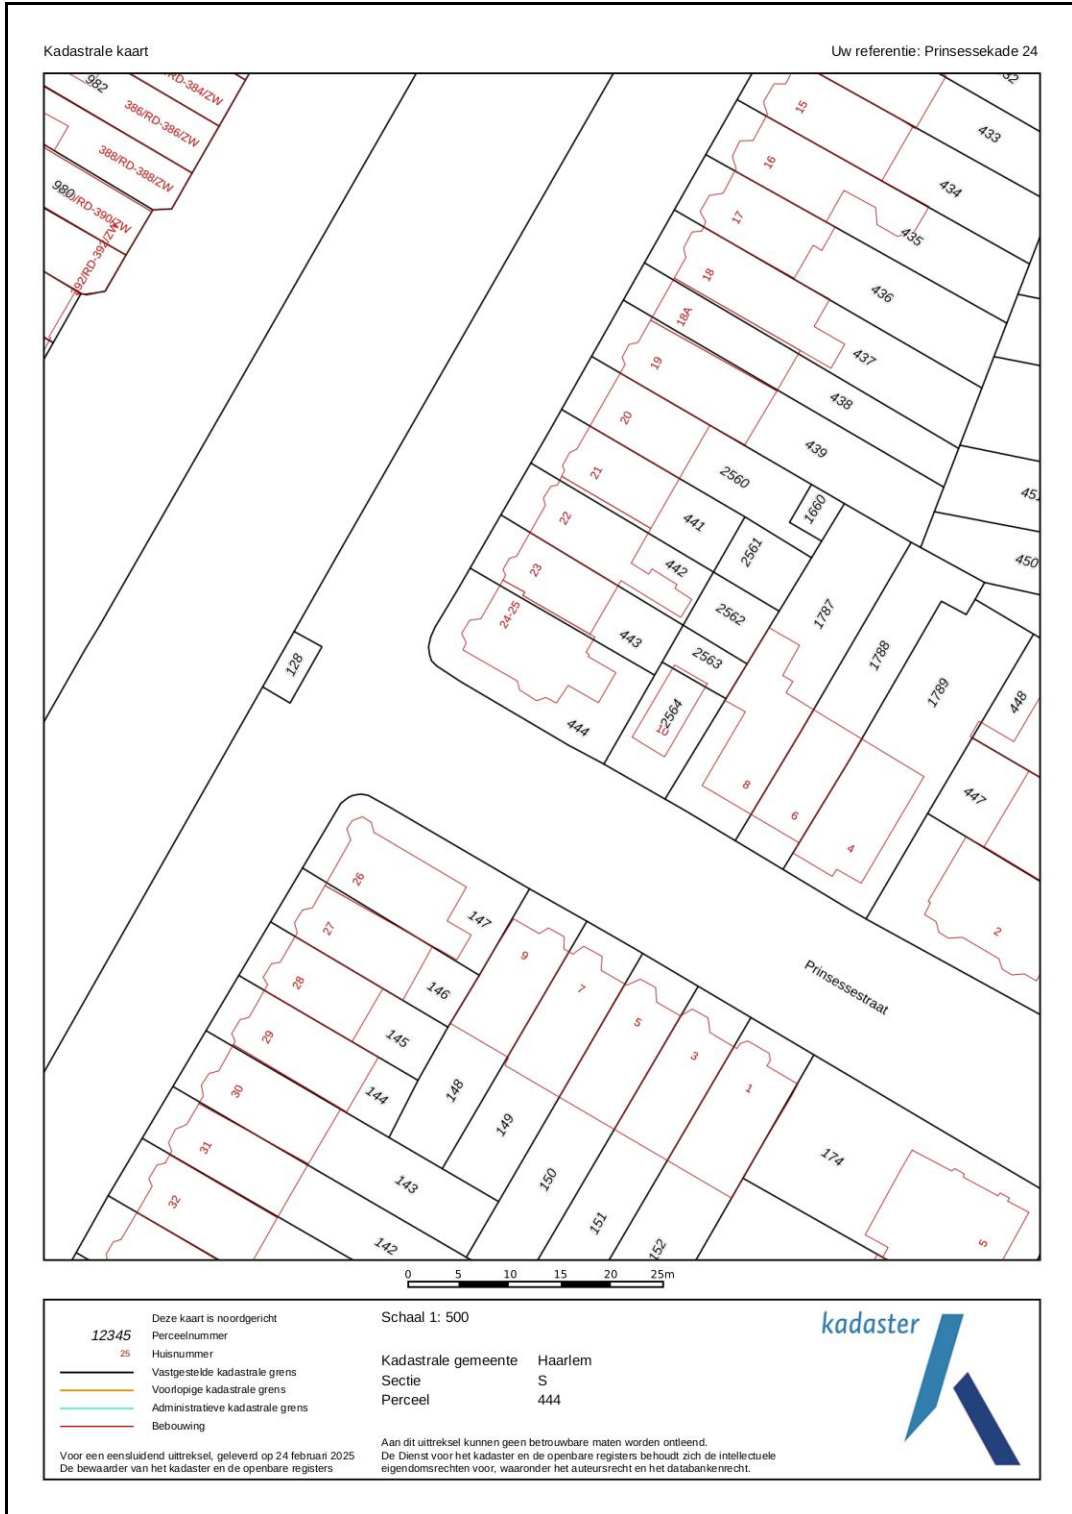 Kadastrale kaart
Uw referentie: Prinsessekade 24
982
386/RD-386/ZW
388/RD-388/ZW
980
392/RD-392/ZW
15
16
17
18
18A
19
20
21
22
23
24-25
433
434
435
436
437
438
439
2560
1660
441
2561
442
2562
443
2563
2564
444
1787
1788
1789
448
447
450
128
8
6
4
2
Prinsessestraat
26
27
28
29
30
31
32
147
146
145
144
143
142
148
149
150
151
152
174
9
7
5
3
1
5
0 5 10 15 20 25m
Deze kaart is noordgericht
12345 Perceelnummer
25 Huisnummer
Vastgestelde kadastrale grens
Voorlopige kadastrale grens
Administratieve kadastrale grens
Bebouwing
Voor een eensluidend uittreksel, geleverd op 24 februari 2025
De bewaarder van het kadaster en de openbare registers
Schaal 1: 500
Kadastrale gemeente Haarlem
Sectie S
Perceel 444
Aan dit uittreksel kunnen geen betrouwbare maten worden ontleend.
De Dienst voor het kadaster en de openbare registers behoudt zich de intellectuele
eigendomsrechten voor, waaronder het auteursrecht en het databankenrecht.
kadaster